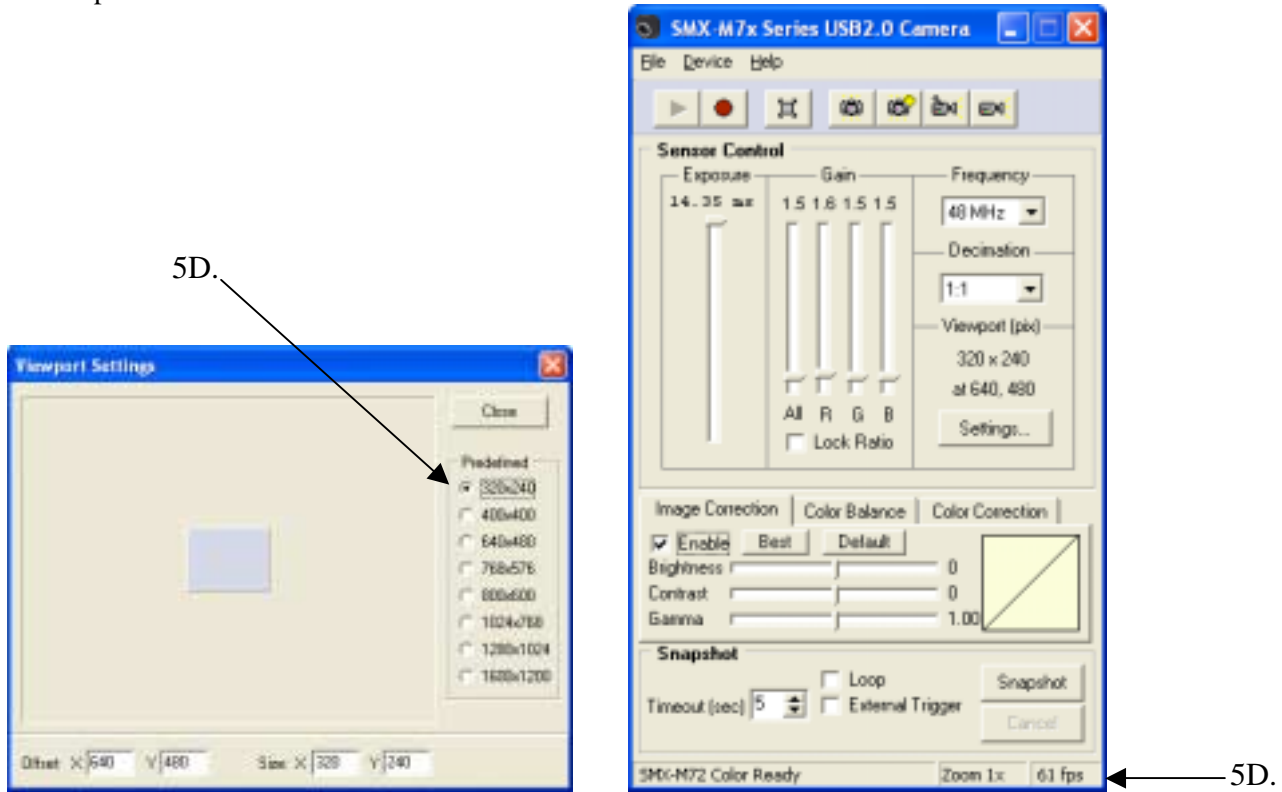 SMX-M7x Series USB2.0 Camera
File Device Help
Sensor Control
Exposure Gain Frequency
14.35 ms 1.5 1.6 1.5 1.5
48 MHz
Decimation
1:1
Viewport (pix)
320 x 240
at 640, 480
All R G B
Settings...
Lock Ratio
Image Correction Color Balance Color Correction
Enable Best Default
Brightness 0
Contrast 0
Gamma 1.00
Snapshot
Loop
Snapshot
Timeout (sec) 5 External Trigger
Cancel
SMX-M72 Color Ready Zoom 1x 61 fps
5D.
5D.
Viewport Settings
Close
Predefined
320x240
400x400
640x480
768x576
800x600
1024x768
1280x1024
1600x1200
Offset X: 640 Y: 480 Size: X: 320 Y: 240